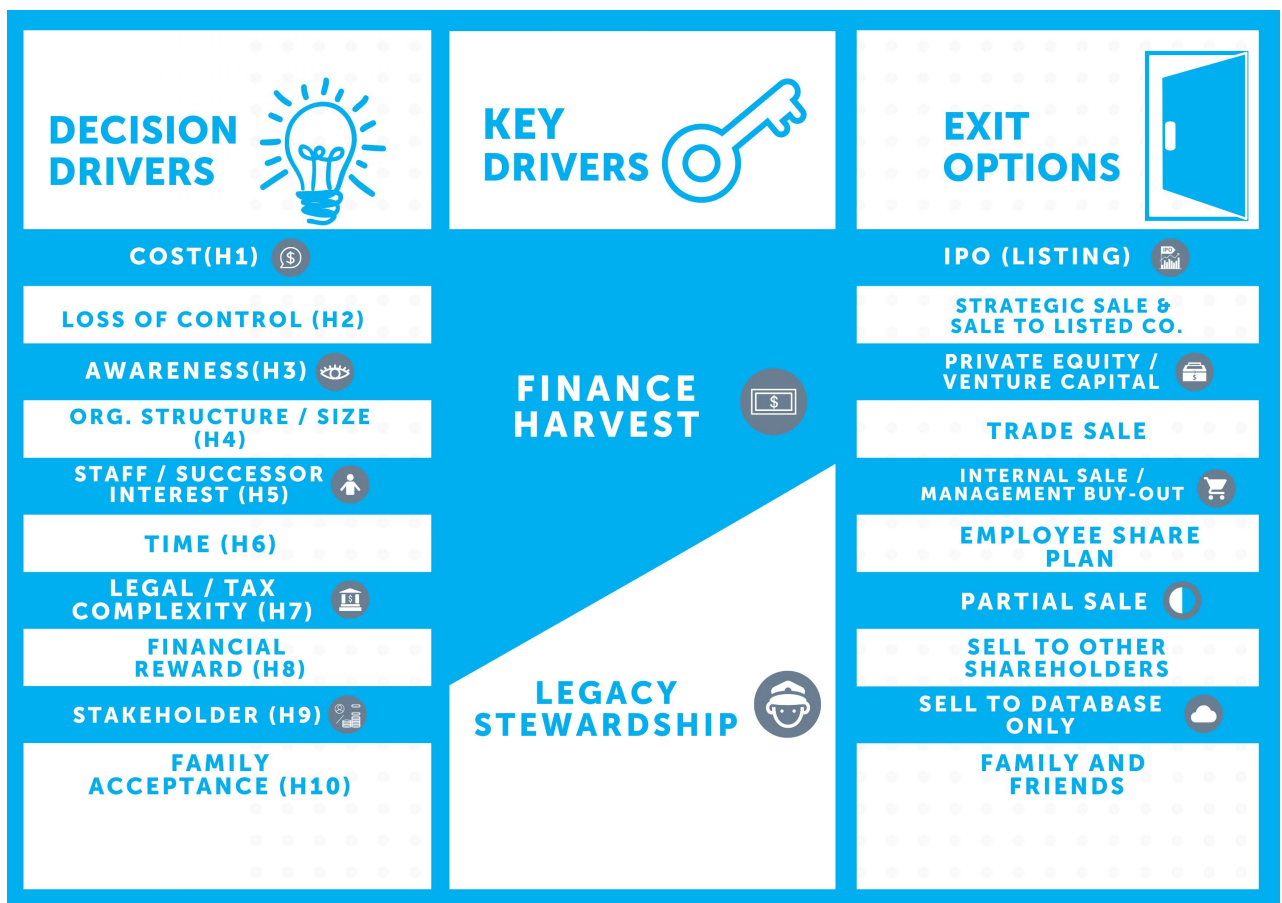 DECISION
DRIVERS
COST(H1)
LOSS OF CONTROL (H2)
AWARENESS(H3)
ORG. STRUCTURE / SIZE
(H4)
STAFF / SUCCESSOR
INTEREST (H5)
TIME (H6)
LEGAL / TAX
COMPLEXITY (H7)
FINANCIAL
REWARD (H8)
STAKEHOLDER (H9)
FAMILY
ACCEPTANCE (H10)
KEY
DRIVERS
FINANCE
HARVEST
LEGACY
STEWARDSHIP
EXIT
OPTIONS
IPO (LISTING)
IPO
STRATEGIC SALE &
SALE TO LISTED CO.
PRIVATE EQUITY /
VENTURE CAPITAL
TRADE SALE
INTERNAL SALE /
MANAGEMENT BUY-OUT
EMPLOYEE SHARE
PLAN
PARTIAL SALE
SELL TO OTHER
SHAREHOLDERS
SELL TO DATABASE
ONLY
FAMILY AND
FRIENDS